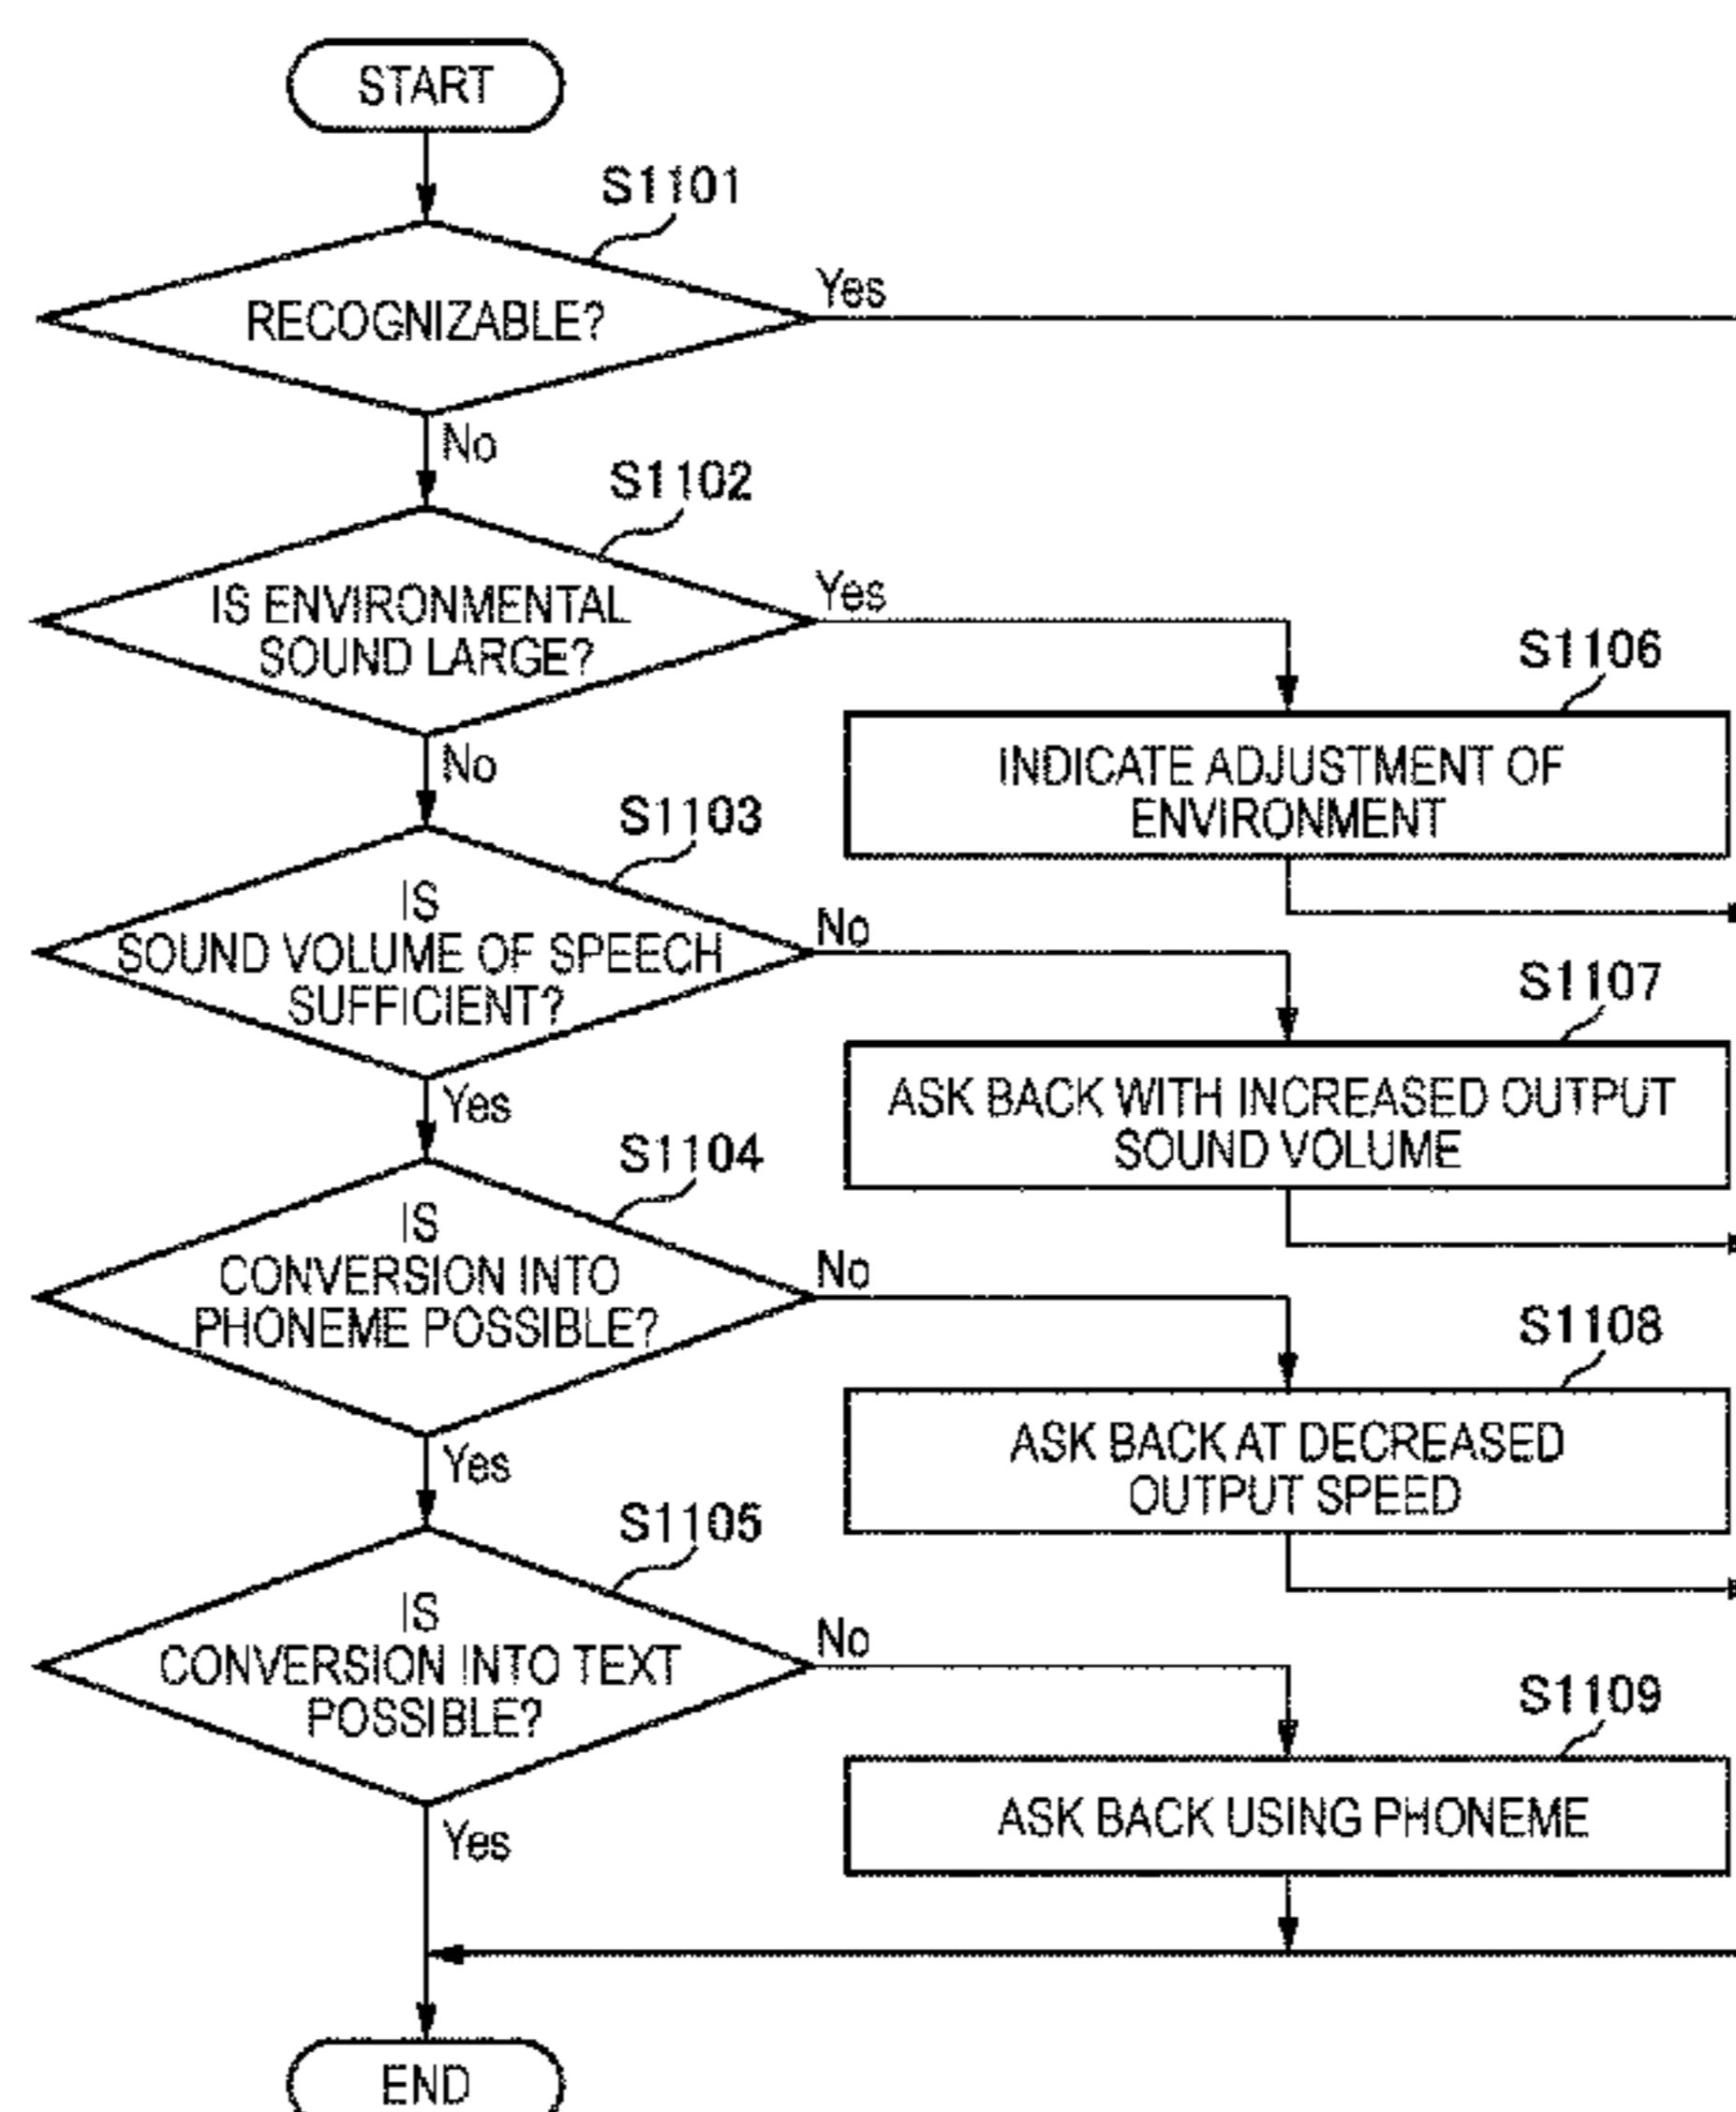 START
S1101
RECOGNIZABLE?
Yes
No
S1102
IS ENVIRONMENTAL
SOUND LARGE?
Yes
No
S1106
INDICATE ADJUSTMENT OF
ENVIRONMENT
S1103
IS
SOUND VOLUME OF SPEECH
SUFFICIENT?
No
Yes
S1107
ASK BACK WITH INCREASED OUTPUT
SOUND VOLUME
S1104
IS
CONVERSION INTO
PHONEME POSSIBLE?
No
Yes
S1108
ASK BACK AT DECREASED
OUTPUT SPEED
S1105
IS
CONVERSION INTO TEXT
POSSIBLE?
No
Yes
S1109
ASK BACK USING PHONEME
END